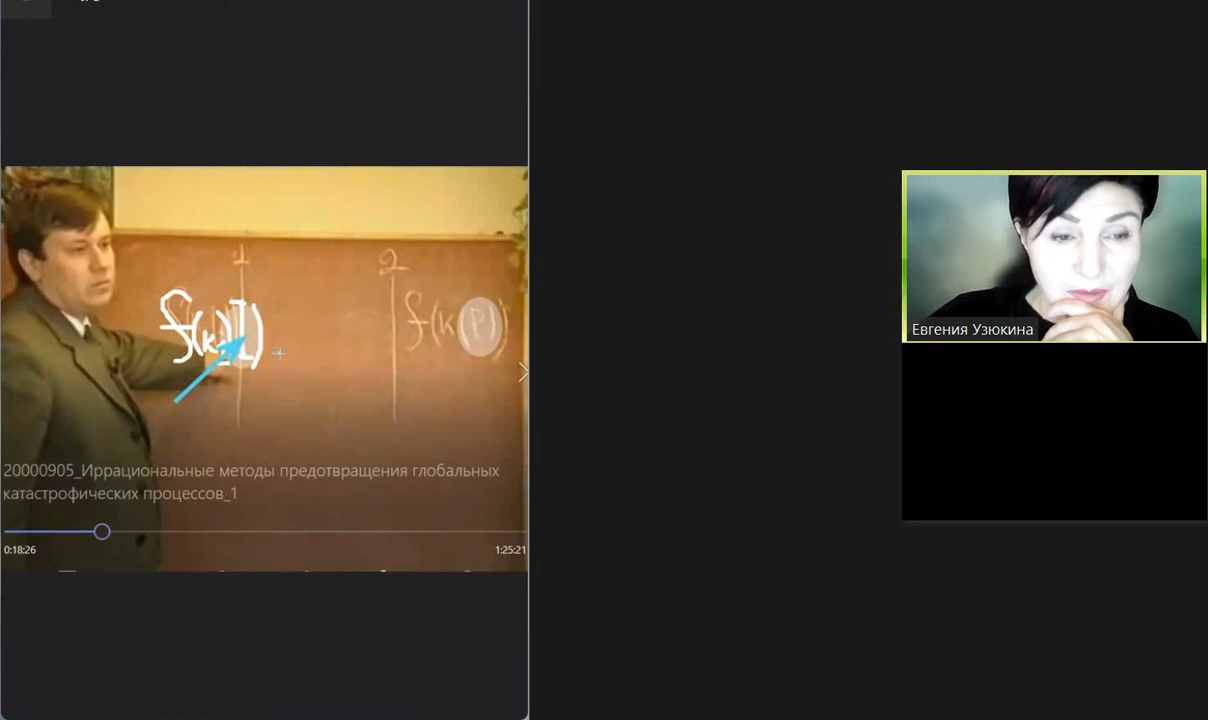 1
2
f(к
f(к(р))
20000905_Иррациональные методы предотвращения глобальных
катастрофических процессов_1
0:18:26
1:25:21
Евгения Узюкина